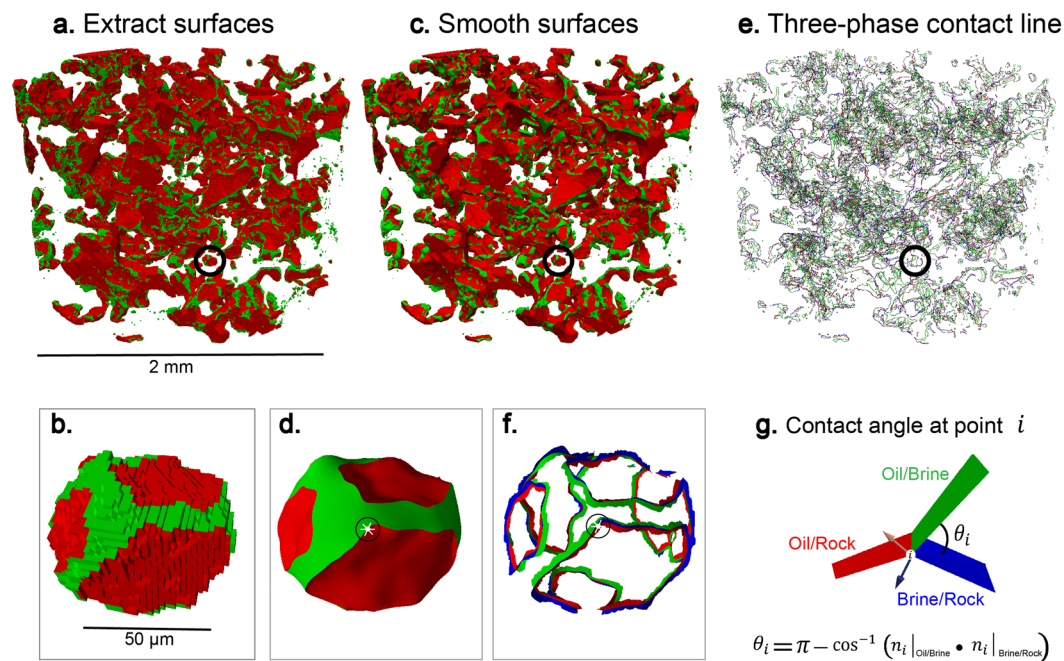 a. Extract surfaces
c. Smooth surfaces
e. Three-phase contact line
2 mm
b.
d.
f.
g. Contact angle at point i
Oil/Brine
θi
Oil/Rock
i
Brine/Rock
50 µm
θi = π – cos⁻¹ (ni|Oil/Brine • ni|Brine/Rock)